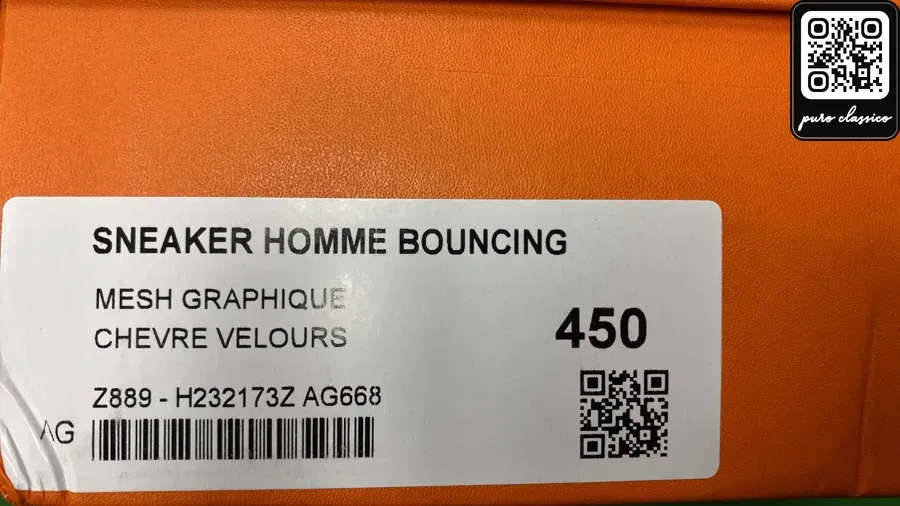 puro classico
SNEAKER HOMME BOUNCING
MESH GRAPHIQUE
CHEVRE VELOURS
450
Z889 - H232173Z AG668
AG